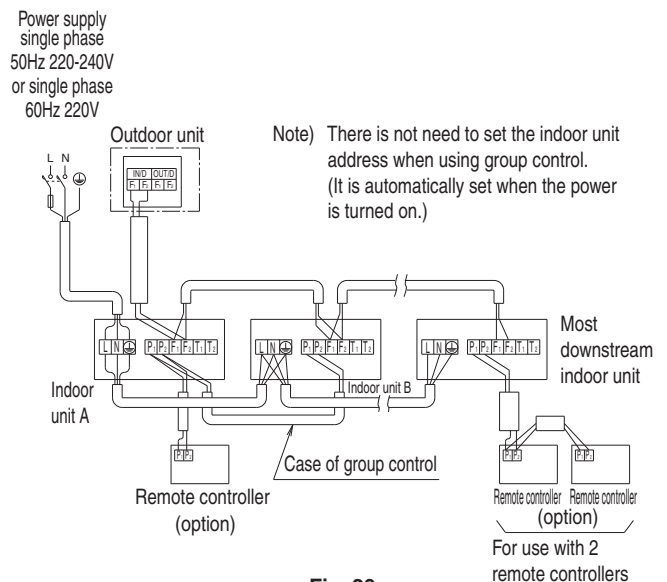 Power supply
single phase
50Hz 220-240V
or single phase
60Hz 220V
L N
Outdoor unit
IN/D OUT/D
F1 F2 F1 F2
Note) There is not need to set the indoor unit
address when using group control.
(It is automatically set when the power
is turned on.)
L N P1 P2 F1 F2 T1 T2
L N P1 P2 F1 F2 T1 T2
L N P1 P2 F1 F2 T1 T2
Most
downstream
indoor unit
Indoor
unit A
Indoor unit B
P1 P2
Case of group control
Remote controller
(option)
P1 P2
P1 P2
Remote controller Remote controller
(option)
For use with 2
remote controllers